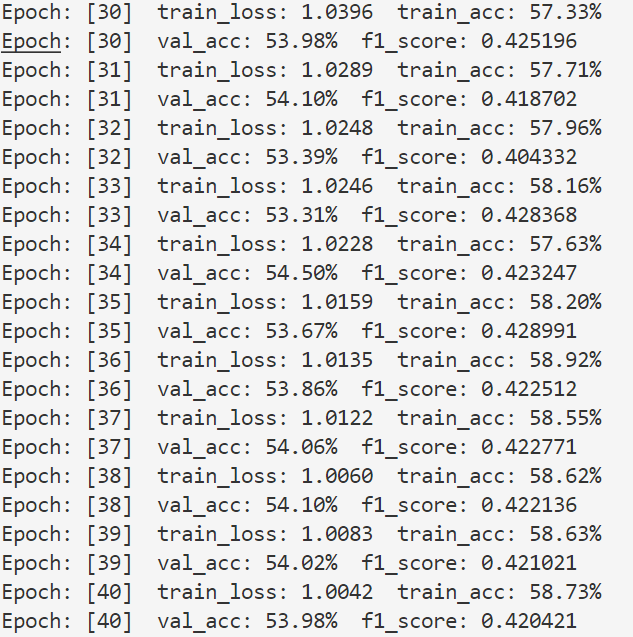 Epoch: [30]  train_loss: 1.0396  train_acc: 57.33%
Epoch: [30]  val_acc: 53.98%  f1_score: 0.425196
Epoch: [31]  train_loss: 1.0289  train_acc: 57.71%
Epoch: [31]  val_acc: 54.10%  f1_score: 0.418702
Epoch: [32]  train_loss: 1.0248  train_acc: 57.96%
Epoch: [32]  val_acc: 53.39%  f1_score: 0.404332
Epoch: [33]  train_loss: 1.0246  train_acc: 58.16%
Epoch: [33]  val_acc: 53.31%  f1_score: 0.428368
Epoch: [34]  train_loss: 1.0228  train_acc: 57.63%
Epoch: [34]  val_acc: 54.50%  f1_score: 0.423247
Epoch: [35]  train_loss: 1.0159  train_acc: 58.20%
Epoch: [35]  val_acc: 53.67%  f1_score: 0.428991
Epoch: [36]  train_loss: 1.0135  train_acc: 58.92%
Epoch: [36]  val_acc: 53.86%  f1_score: 0.422512
Epoch: [37]  train_loss: 1.0122  train_acc: 58.55%
Epoch: [37]  val_acc: 54.06%  f1_score: 0.422771
Epoch: [38]  train_loss: 1.0060  train_acc: 58.62%
Epoch: [38]  val_acc: 54.10%  f1_score: 0.422136
Epoch: [39]  train_loss: 1.0083  train_acc: 58.63%
Epoch: [39]  val_acc: 54.02%  f1_score: 0.421021
Epoch: [40]  train_loss: 1.0042  train_acc: 58.73%
Epoch: [40]  val_acc: 53.98%  f1_score: 0.420421